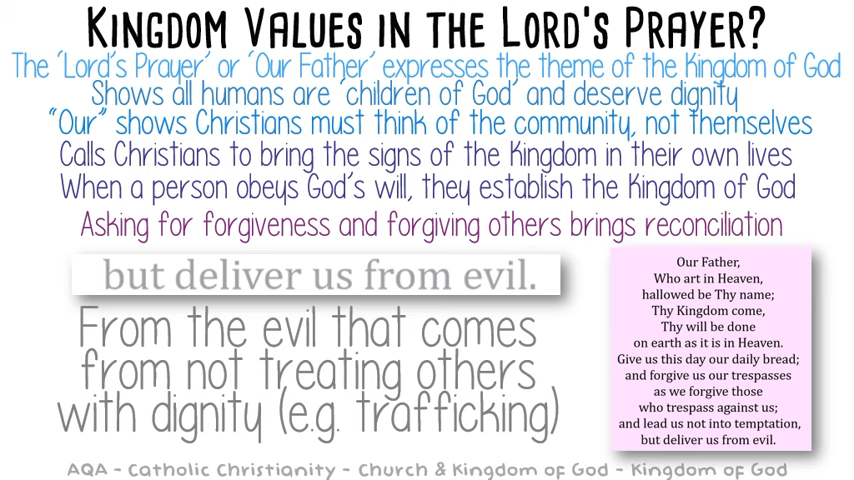 Kingdom Values in the Lord's Prayer?
The 'Lord's Prayer' or 'Our Father' expresses the theme of the Kingdom of God
Shows all humans are 'children of God' and deserve dignity
"Our" shows Christians must think of the community, not themselves
Calls Christians to bring the signs of the Kingdom in their own lives
When a person obeys God's will, they establish the Kingdom of God
Asking for forgiveness and forgiving others brings reconciliation
but deliver us from evil.
From the evil that comes
from not treating others
with dignity (e.g. trafficking)
Our Father,
Who art in Heaven,
hallowed be Thy name;
Thy Kingdom come,
Thy will be done
on earth as it is in Heaven.
Give us this day our daily bread;
and forgive us our trespasses
as we forgive those
who trespass against us;
and lead us not into temptation,
but deliver us from evil.
AQA - Catholic Christianity - Church & Kingdom of God - Kingdom of God